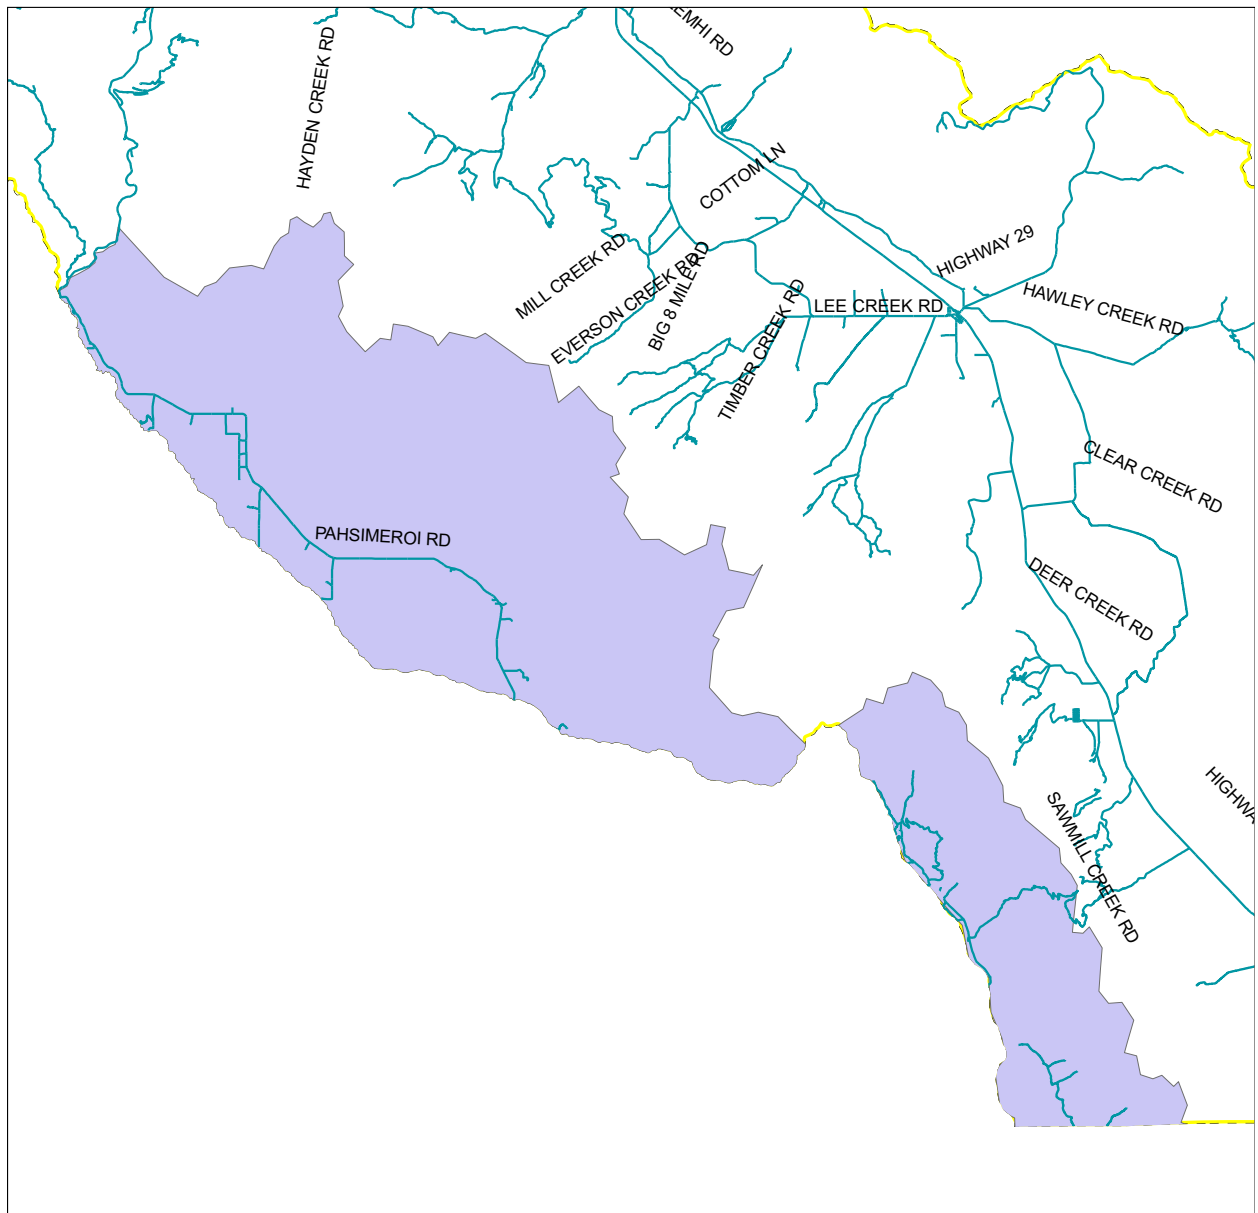 HAYDEN CREEK RD
EMHI RD
COTTOM LN
MILL CREEK RD
EVERSON CREEK RD
BIG 8 MILE RD
TIMBER CREEK RD
LEE CREEK RD
HIGHWAY 29
HAWLEY CREEK RD
CLEAR CREEK RD
PAHSIMEROI RD
DEER CREEK RD
SAWMILL CREEK RD
HIGHWA